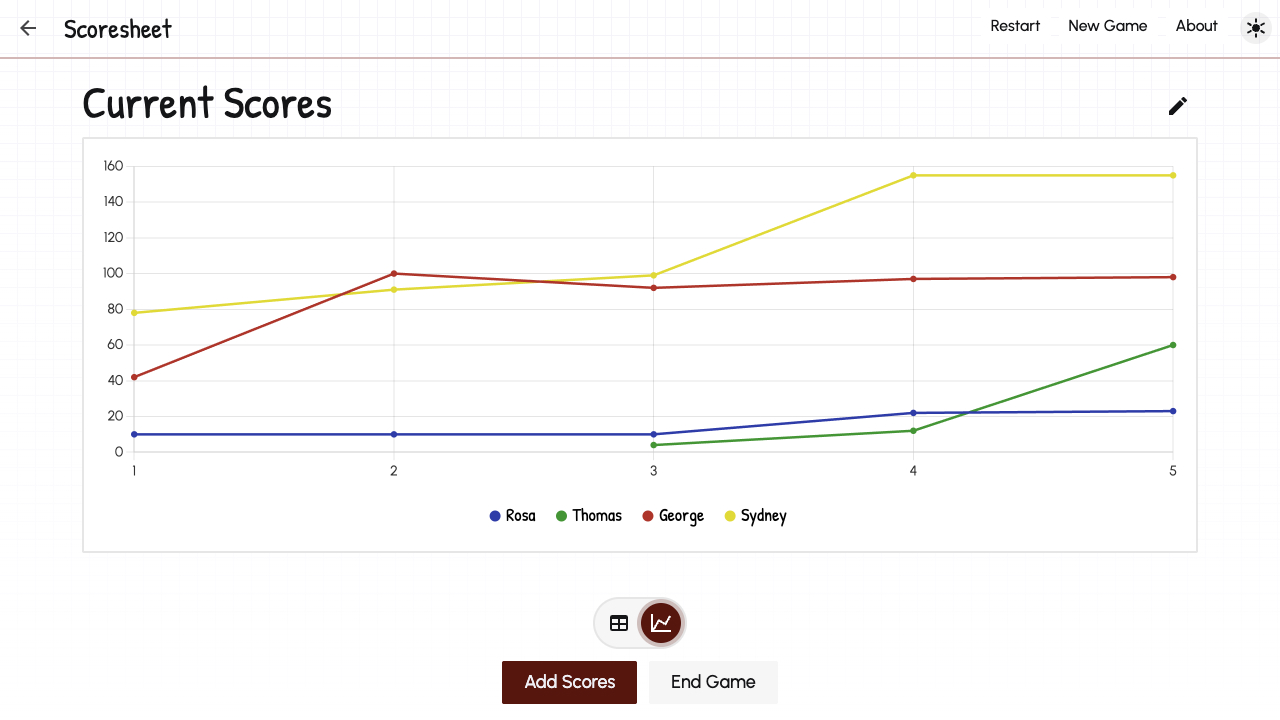 Scoresheet Restart New Game About
Current Scores
160
140
120
100
80
60
40
20
0
1 2 3 4 5
Rosa Thomas George Sydney
Add Scores End Game